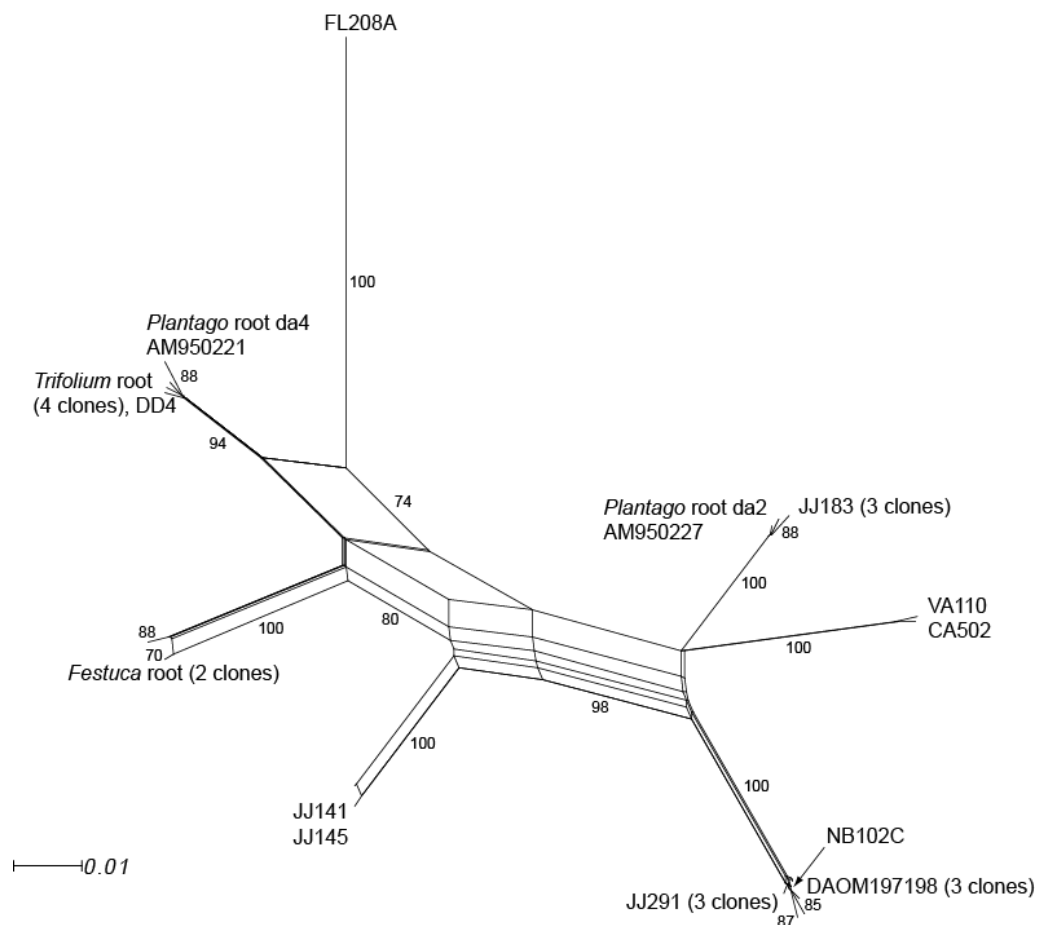 FL208A
100
Plantago root da4
AM950221
88
Trifolium root
(4 clones), DD4
94
74
Plantago root da2
AM950227
JJ183 (3 clones)
88
100
VA110
CA502
100
88
100
80
70
Festuca root (2 clones)
98
100
100
JJ141
JJ145
NB102C
0.01
DAOM197198 (3 clones)
JJ291 (3 clones)
85
87